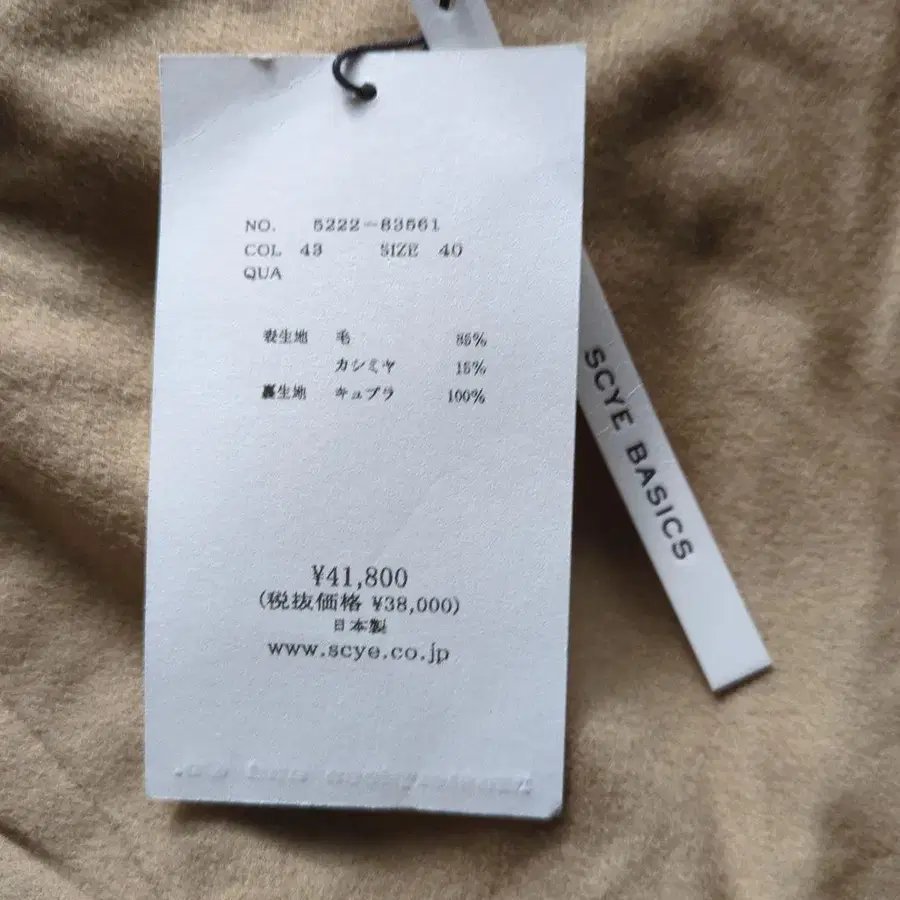 NO. 5222-83561
COL 43 SIZE 40
QUA
表生地 毛 85%
カシミヤ 15%
裏生地 キュプラ 100%
¥41,800
(税抜価格 ¥38,000)
日本製
www.scye.co.jp
SCYE BASICS